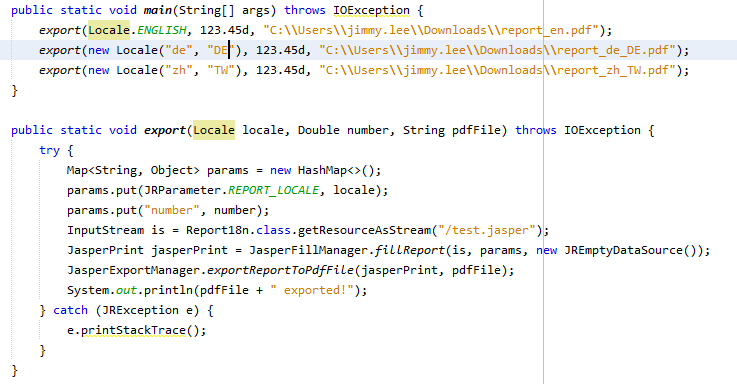 public static void main(String[] args) throws IOException {
    export(Locale.ENGLISH, 123.45d, "C:\\Users\\jimmy.lee\\Downloads\\report_en.pdf");
    export(new Locale("de", "DE"), 123.45d, "C:\\Users\\jimmy.lee\\Downloads\\report_de_DE.pdf");
    export(new Locale("zh", "TW"), 123.45d, "C:\\Users\\jimmy.lee\\Downloads\\report_zh_TW.pdf");
}
public static void export(Locale locale, Double number, String pdfFile) throws IOException {
    try {
        Map<String, Object> params = new HashMap<>();
        params.put(JRParameter.REPORT_LOCALE, locale);
        params.put("number", number);
        InputStream is = Report18n.class.getResourceAsStream("/test.jasper");
        JasperPrint jasperPrint = JasperFillManager.fillReport(is, params, new JREmptyDataSource());
        JasperExportManager.exportReportToPdfFile(jasperPrint, pdfFile);
        System.out.println(pdfFile + " exported!");
    } catch (JRException e) {
        e.printStackTrace();
    }
}